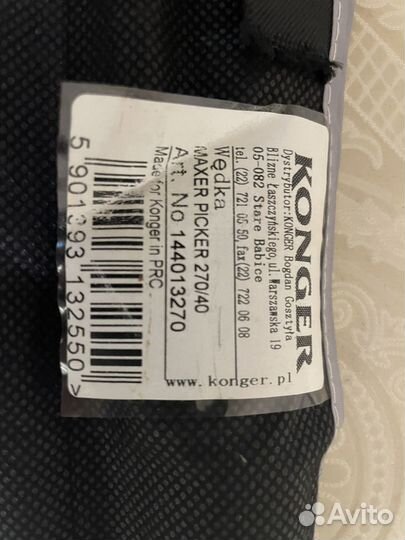 KONGER
Dystrybutor:KONGER Bogdan Gosztyła
Blizne Łaszczyńskiego,ul.Warszawska 19
05-082 Stare Babice
tel.(22) 721 05 50,fax(22) 722 06 08
Wędka
MAXER PICKER 270/40
Art. No 144013270
Made for Konger in PRC
5 901393 132550>
www.konger.pl
Avito